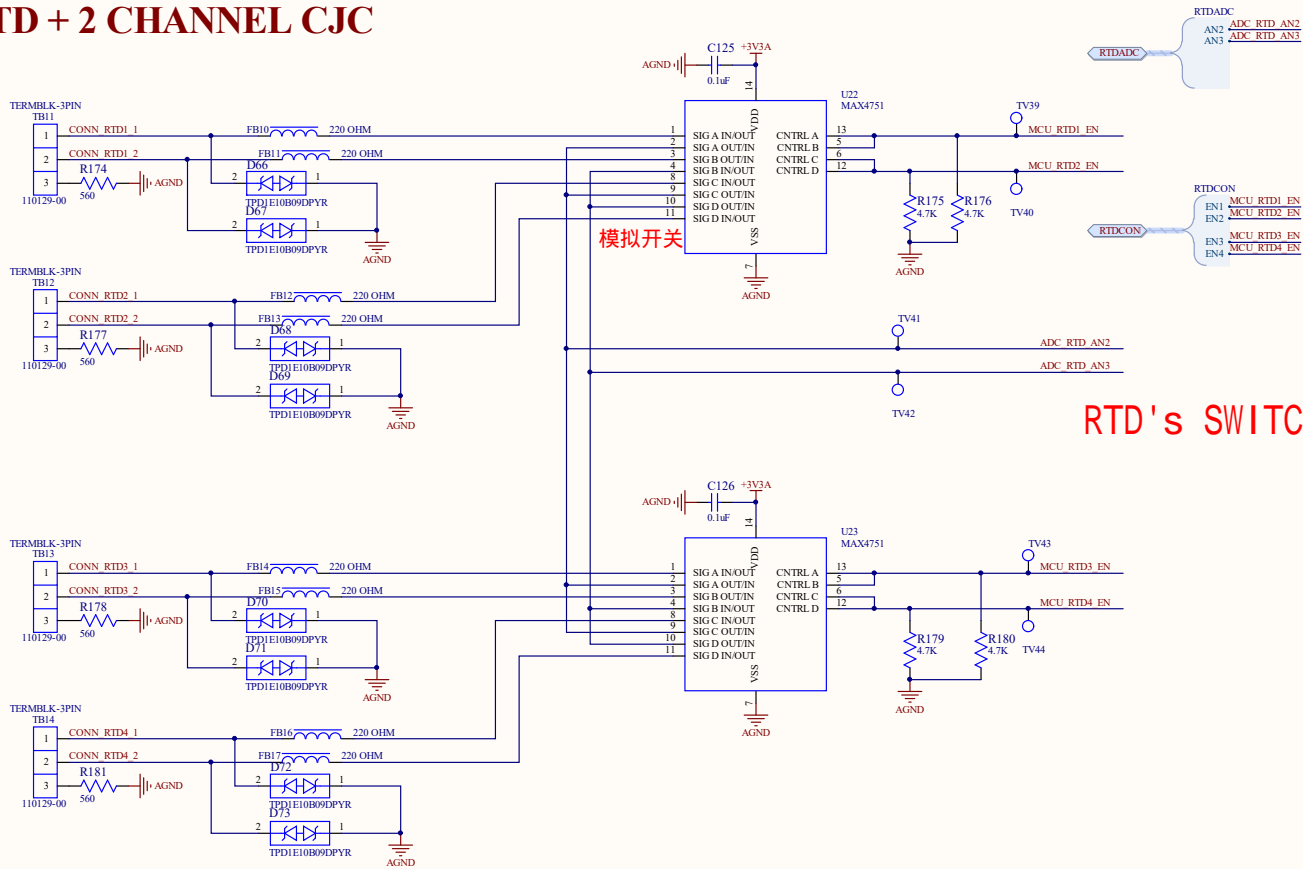 TD + 2 CHANNEL CJC
RTDADC
AN2
AN3
ADC_RTD_AN2
ADC_RTD_AN3
RTDADC
C125
+3V3A
AGND
0.1uF
14
U22
MAX4751
TERMBLK-3PIN
TB11
1
CONN_RTD1_1
FB10
220 OHM
2
CONN_RTD1_2
FB11
220 OHM
3
R174
560
AGND
110129-00
D66
2
1
TPD1E10B09DPYR
D67
2
1
TPD1E10B09DPYR
AGND
VDD
1
SIG A IN/OUT
2
SIG A OUT/IN
3
SIG B OUT/IN
4
SIG B IN/OUT
8
SIG C IN/OUT
9
SIG C OUT/IN
10
SIG D OUT/IN
11
SIG D IN/OUT
CNTRL A
13
CNTRL B
5
CNTRL C
6
CNTRL D
12
VSS
7
AGND
模拟开关
TV39
MCU_RTD1_EN
MCU_RTD2_EN
TV40
R175
4.7K
R176
4.7K
AGND
RTDCON
EN1
EN2
EN3
EN4
MCU_RTD1_EN
MCU_RTD2_EN
MCU_RTD3_EN
MCU_RTD4_EN
RTDCON
TERMBLK-3PIN
TB12
1
CONN_RTD2_1
FB12
220 OHM
2
CONN_RTD2_2
FB13
220 OHM
3
R177
560
AGND
110129-00
D68
2
1
TPD1E10B09DPYR
D69
2
1
TPD1E10B09DPYR
AGND
TV41
ADC_RTD_AN2
ADC_RTD_AN3
TV42
RTD's SWITC
C126
+3V3A
AGND
0.1uF
14
U23
MAX4751
TERMBLK-3PIN
TB13
1
CONN_RTD3_1
FB14
220 OHM
2
CONN_RTD3_2
FB15
220 OHM
3
R178
560
AGND
110129-00
D70
2
1
TPD1E10B09DPYR
D71
2
1
TPD1E10B09DPYR
AGND
VDD
1
SIG A IN/OUT
2
SIG A OUT/IN
3
SIG B OUT/IN
4
SIG B IN/OUT
8
SIG C IN/OUT
9
SIG C OUT/IN
10
SIG D OUT/IN
11
SIG D IN/OUT
CNTRL A
13
CNTRL B
5
CNTRL C
6
CNTRL D
12
VSS
7
AGND
TV43
MCU_RTD3_EN
MCU_RTD4_EN
TV44
R179
4.7K
R180
4.7K
AGND
TERMBLK-3PIN
TB14
1
CONN_RTD4_1
FB16
220 OHM
2
CONN_RTD4_2
FB17
220 OHM
3
R181
560
AGND
110129-00
D72
2
1
TPD1E10B09DPYR
D73
2
1
TPD1E10B09DPYR
AGND